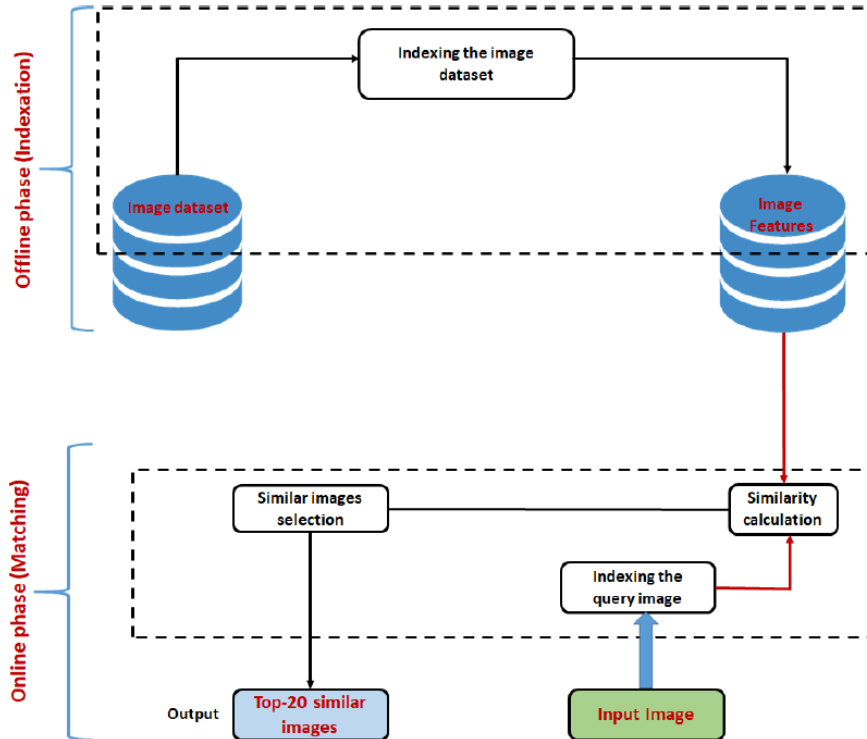 Offline phase (Indexation)
Indexing the image
dataset
Image dataset
Image
Features
Online phase (Matching)
Similar images
selection
Similarity
calculation
Indexing the
query image
Output
Top-20 similar
images
Input Image